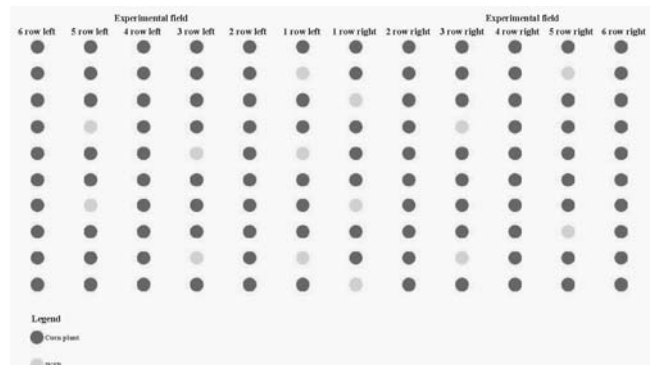 Experimental field Experimental field
6 row left 5 row left 4 row left 3 row left 2 row left 1 row left 1 row right 2 row right 3 row right 4 row right 5 row right 6 row right
Legend
Corn plant